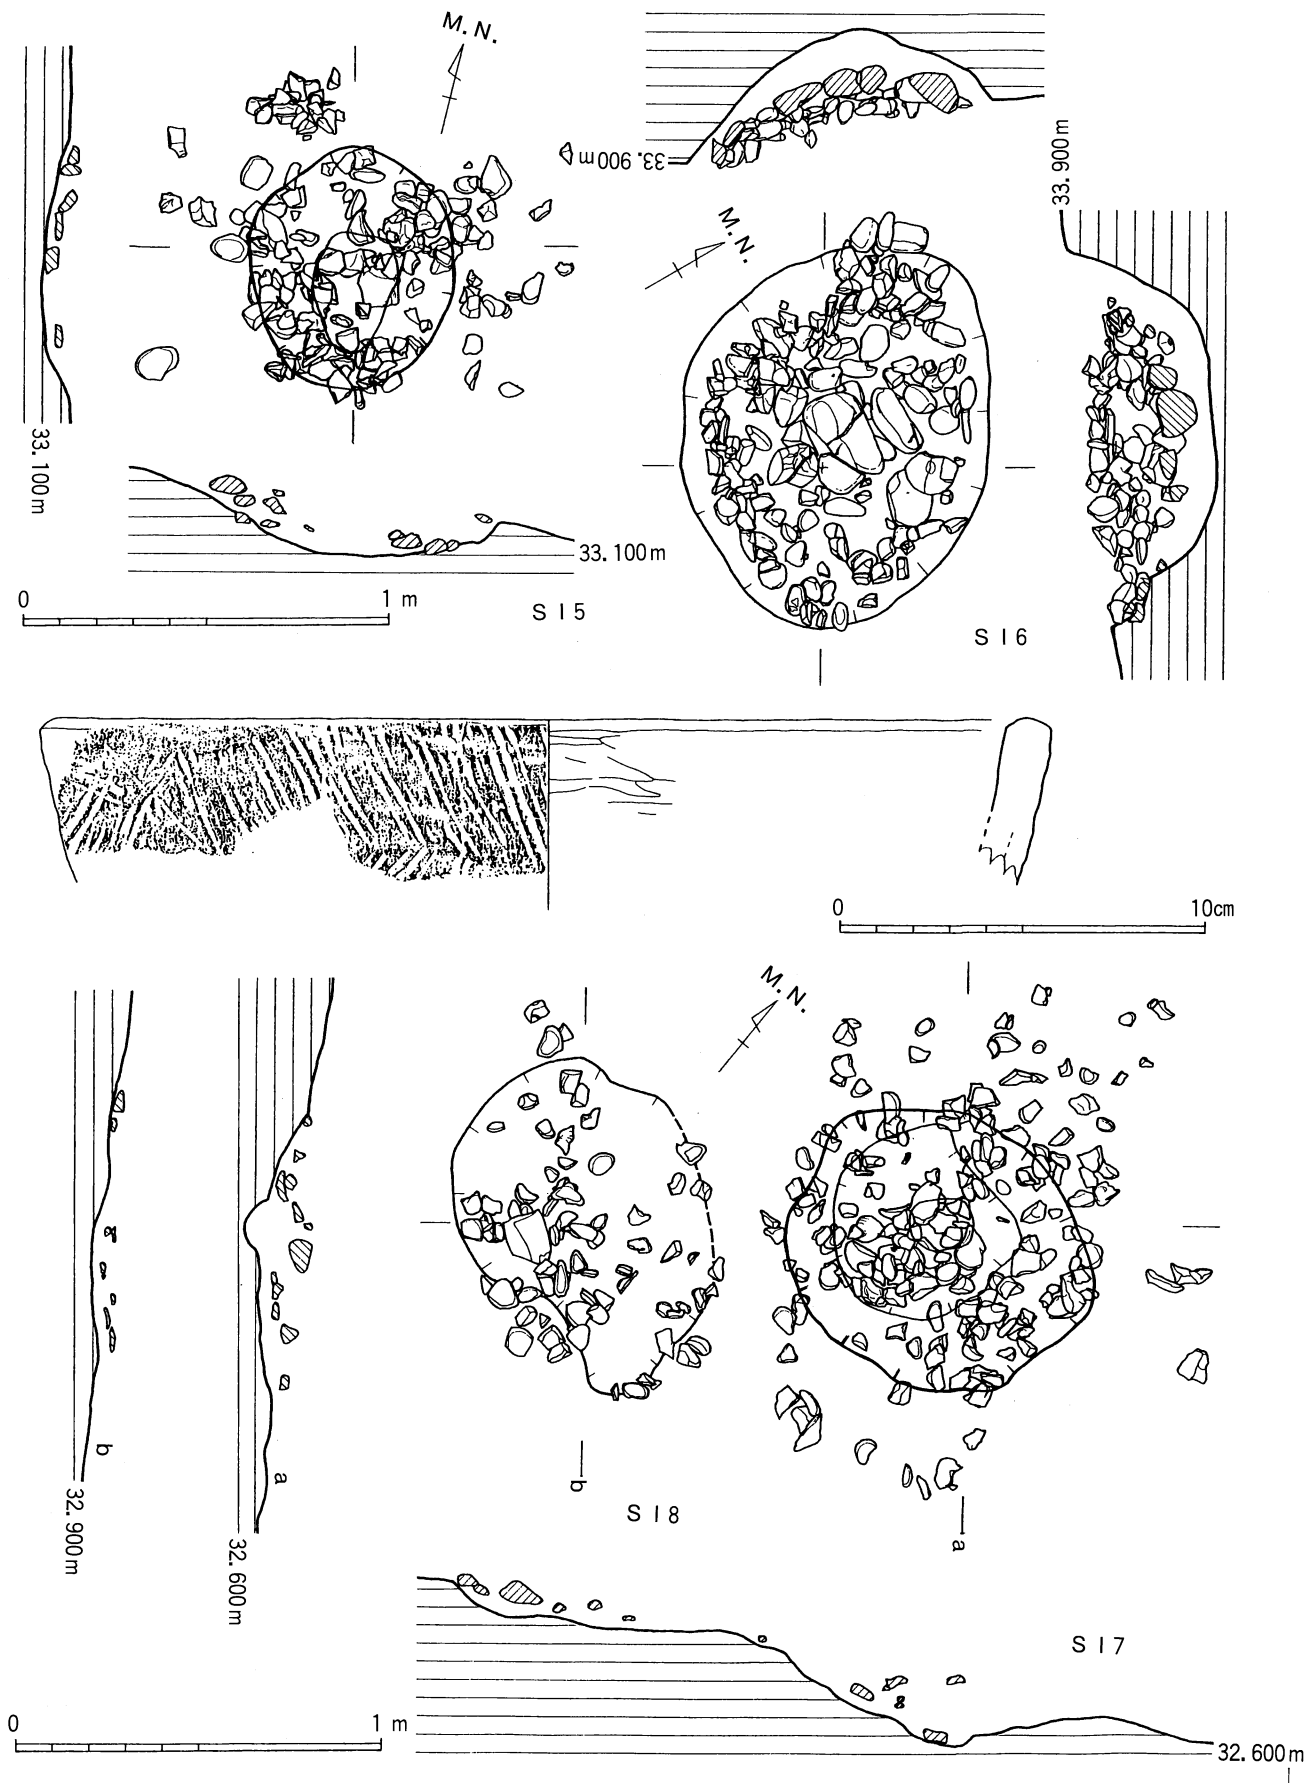 M. N.
33. 900m
33. 900m
M. N.
33. 100m
33. 100m
0 1 m
S I 5
S I 6
0 10cm
M. N.
b
a
32. 900m
32. 600m
b
S I 8
a
S I 7
0 1 m
32. 600m